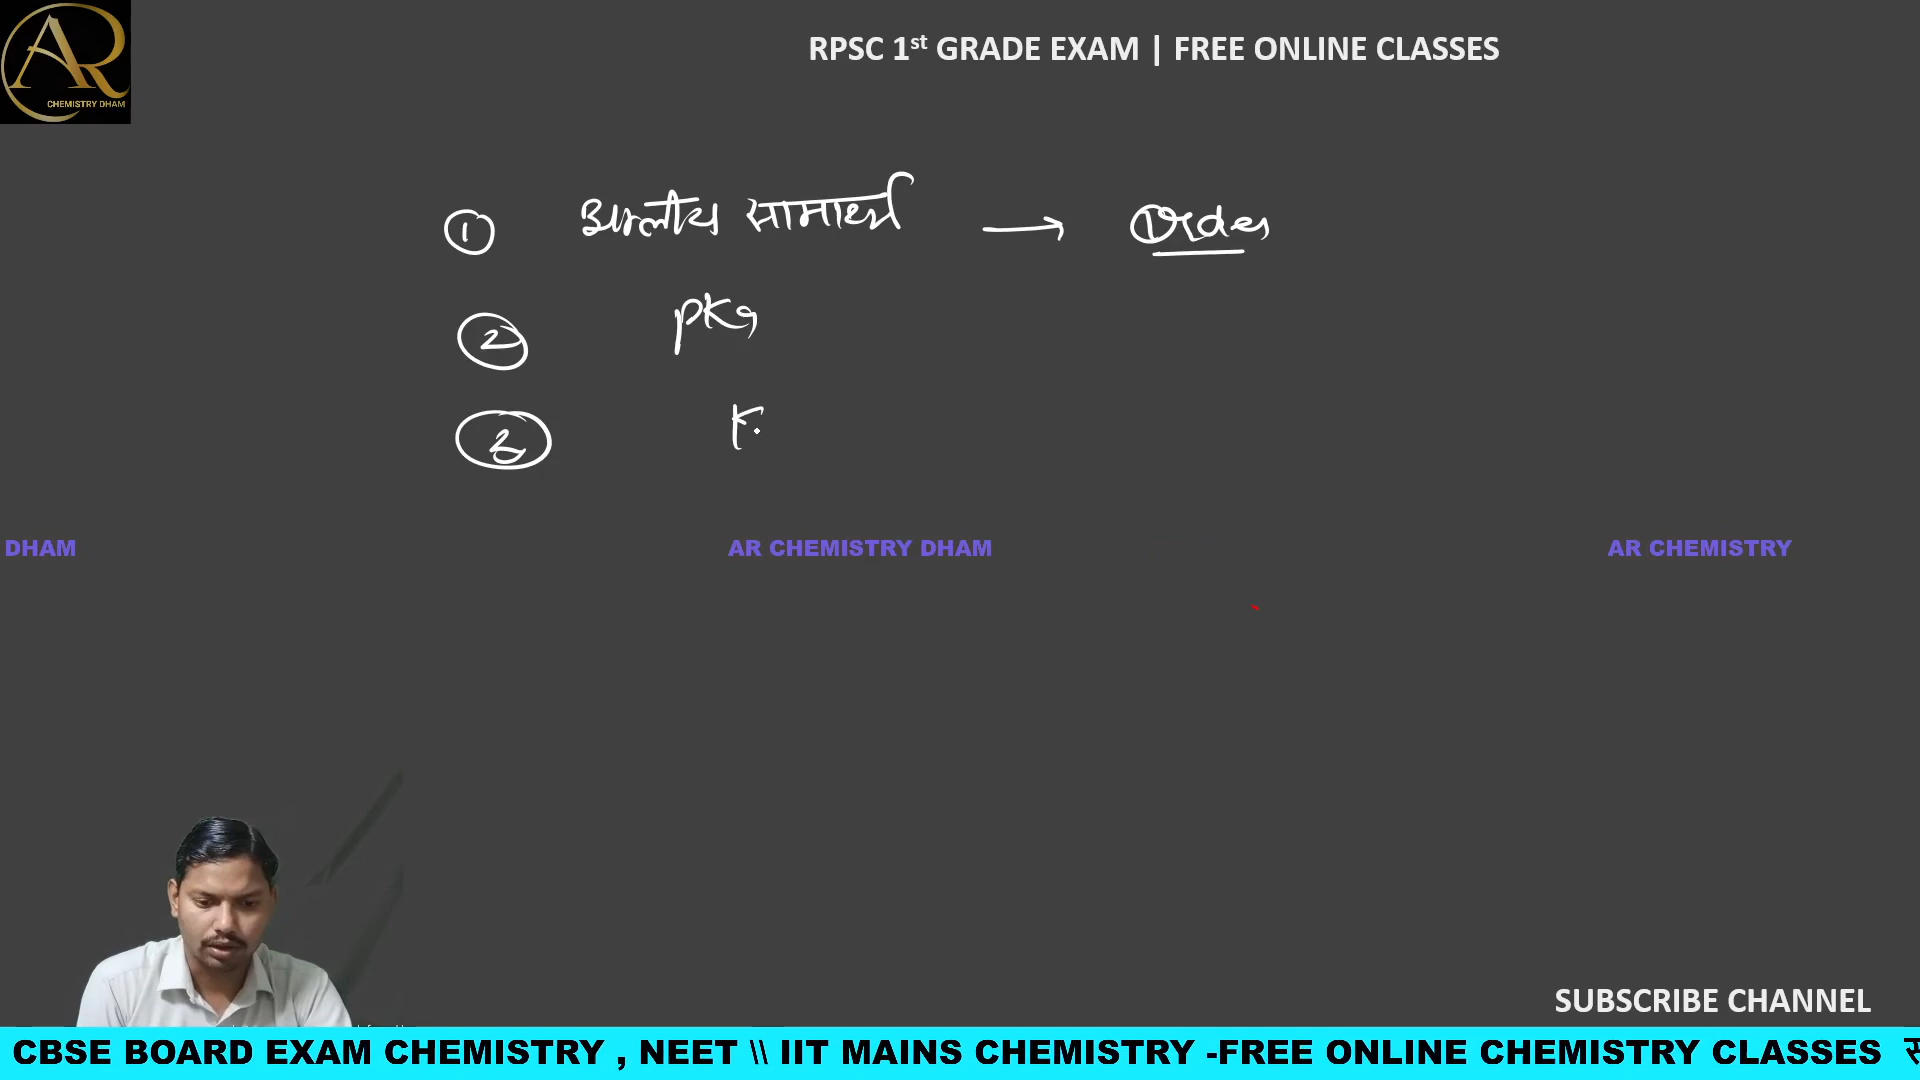 AR
CHEMISTRY DHAM
RPSC 1st GRADE EXAM | FREE ONLINE CLASSES
① अम्लीय सामार्थ्य → Order
② pKa
③ K
DHAM AR CHEMISTRY DHAM AR CHEMISTRY
SUBSCRIBE CHANNEL
CBSE BOARD EXAM CHEMISTRY , NEET \\ IIT MAINS CHEMISTRY -FREE ONLINE CHEMISTRY CLASSES